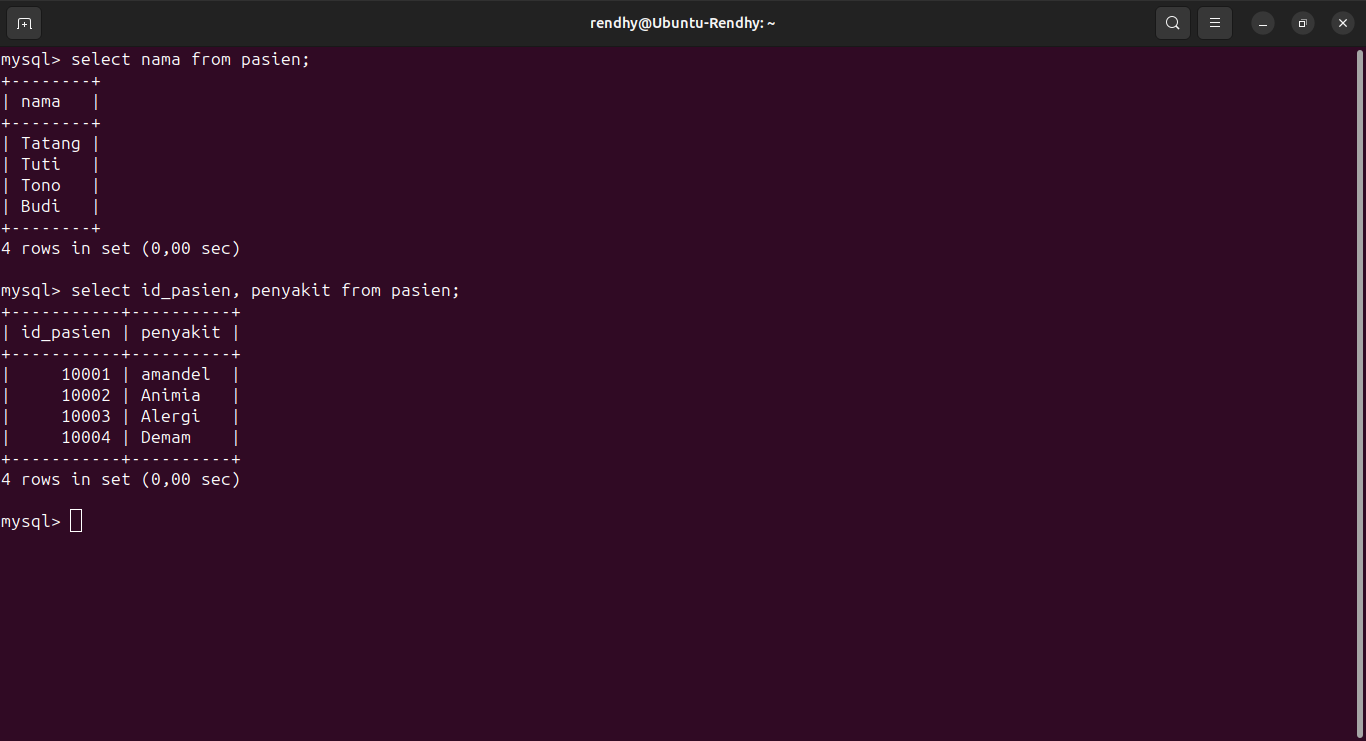 rendhy@Ubuntu-Rendhy: ~
mysql> select nama from pasien;
+--------+
| nama   |
+--------+
| Tatang |
| Tuti   |
| Tono   |
| Budi   |
+--------+
4 rows in set (0,00 sec)

mysql> select id_pasien, penyakit from pasien;
+-----------+----------+
| id_pasien | penyakit |
+-----------+----------+
|     10001 | amandel  |
|     10002 | Animia   |
|     10003 | Alergi   |
|     10004 | Demam    |
+-----------+----------+
4 rows in set (0,00 sec)

mysql>